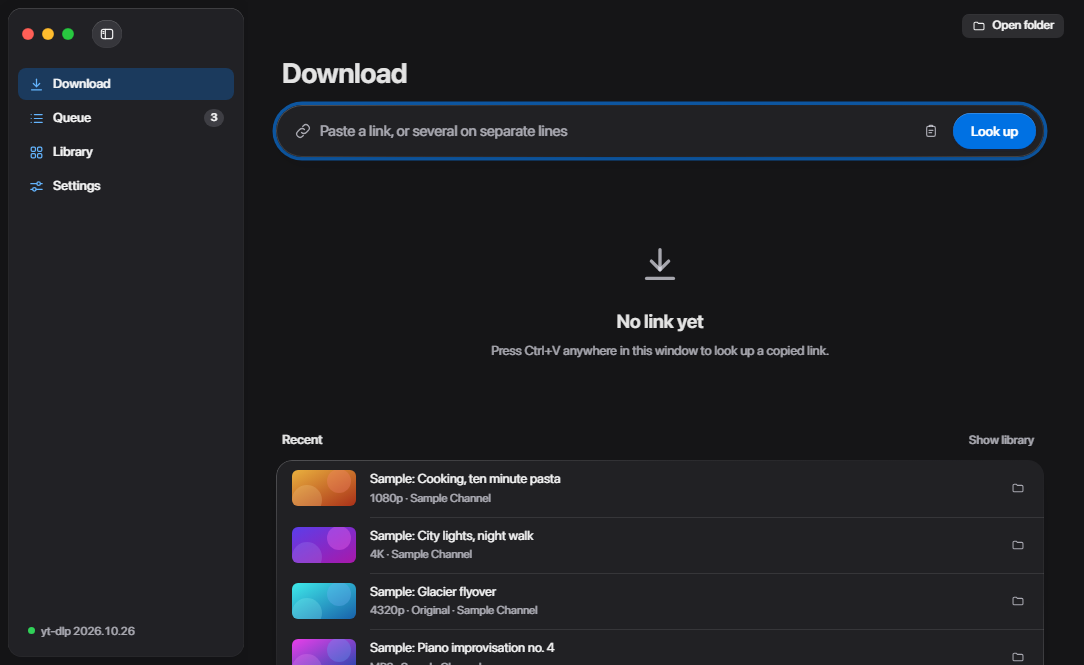 Open folder
Download
Queue
3
Library
Settings
Download
Paste a link, or several on separate lines
Look up
No link yet
Press Ctrl+V anywhere in this window to look up a copied link.
Recent
Show library
Sample: Cooking, ten minute pasta
1080p · Sample Channel
Sample: City lights, night walk
4K · Sample Channel
Sample: Glacier flyover
4320p · Original · Sample Channel
Sample: Piano improvisation no. 4
yt-dlp 2026.10.26